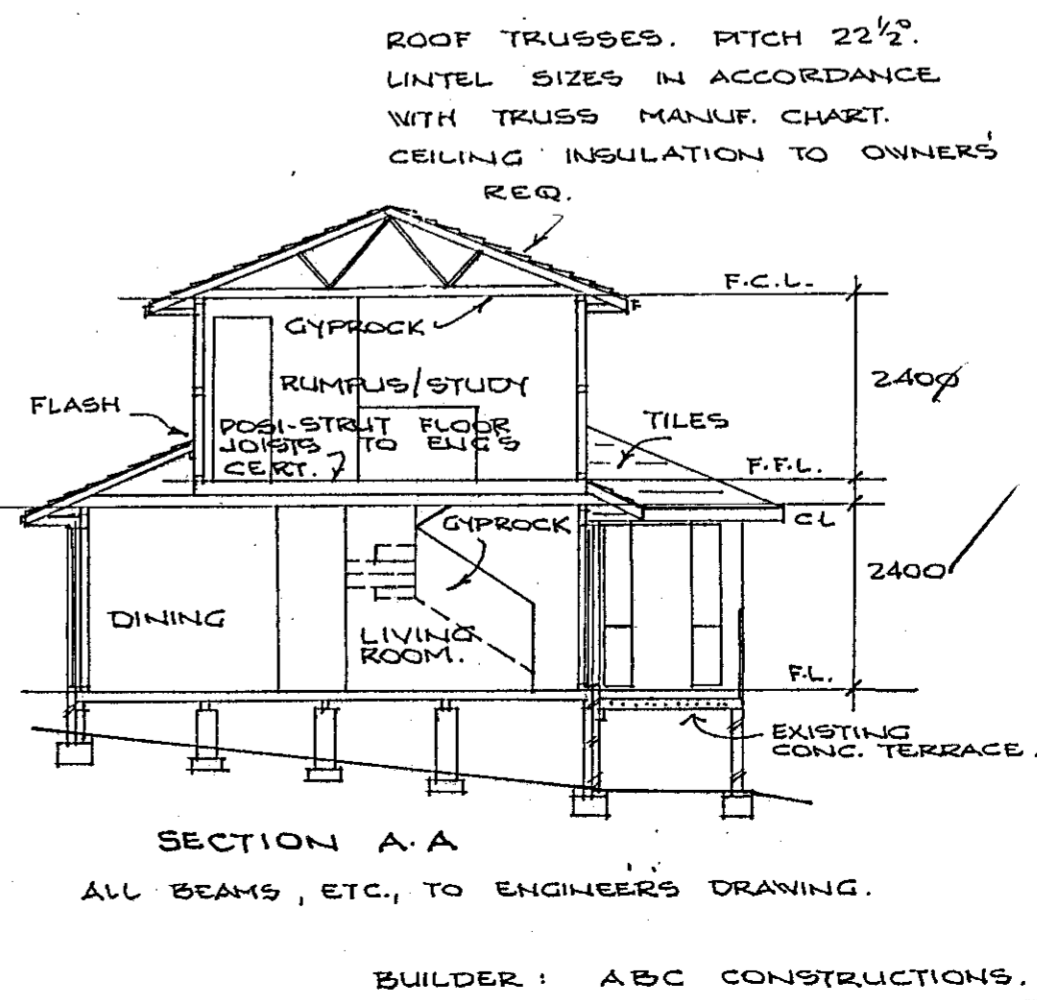 ROOF TRUSSES. PITCH 22½°.
LINTEL SIZES IN ACCORDANCE
WITH TRUSS MANUF. CHART.
CEILING INSULATION TO OWNER'S
REQ.
F.C.L.
F
GYPROCK
2400
RUMPUS/STUDY
FLASH
POSI-STRUT FLOOR
JOISTS TO ENG'S
CERT.
TILES
F.F.L.
GYPROCK
CL
2400
DINING
LIVING
ROOM.
F.L.
EXISTING
CONC. TERRACE.
SECTION A.A
ALL BEAMS, ETC., TO ENGINEER'S DRAWING.
BUILDER: ABC CONSTRUCTIONS.